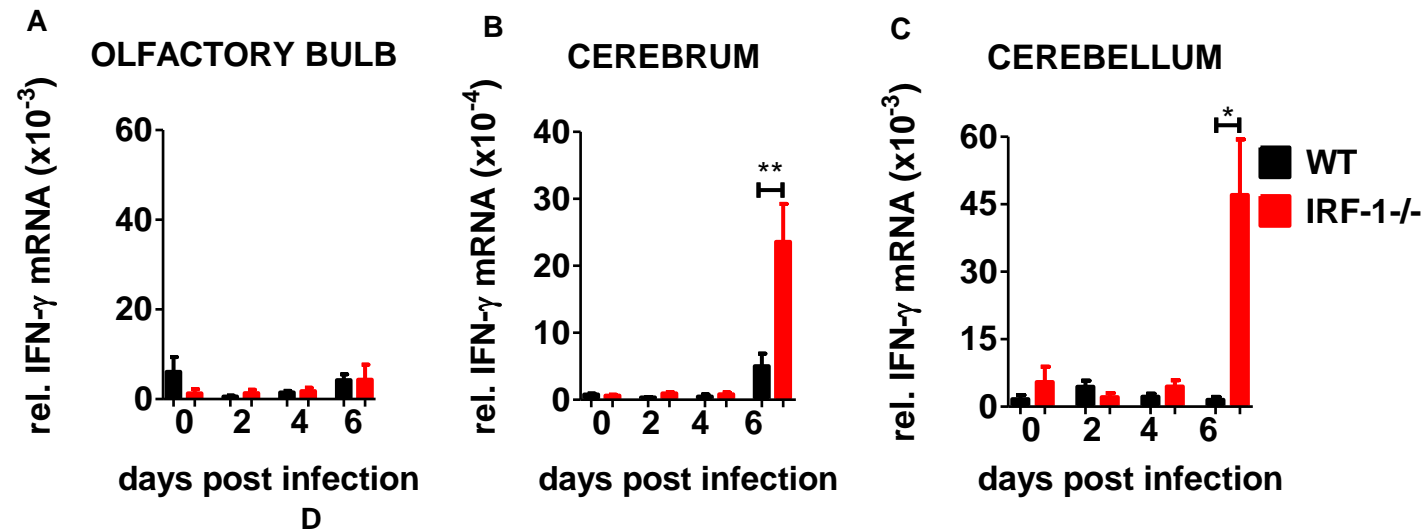 A
OLFACTORY BULB
rel. IFN-γ mRNA (x10-3)
60
40
20
0
0 2 4 6
days post infection
B
CEREBRUM
rel. IFN-γ mRNA (x10-4)
40
30
20
10
0
**
0 2 4 6
days post infection
C
CEREBELLUM
rel. IFN-γ mRNA (x10-3)
60
45
30
15
0
*
0 2 4 6
days post infection
WT
IRF-1-/-
D